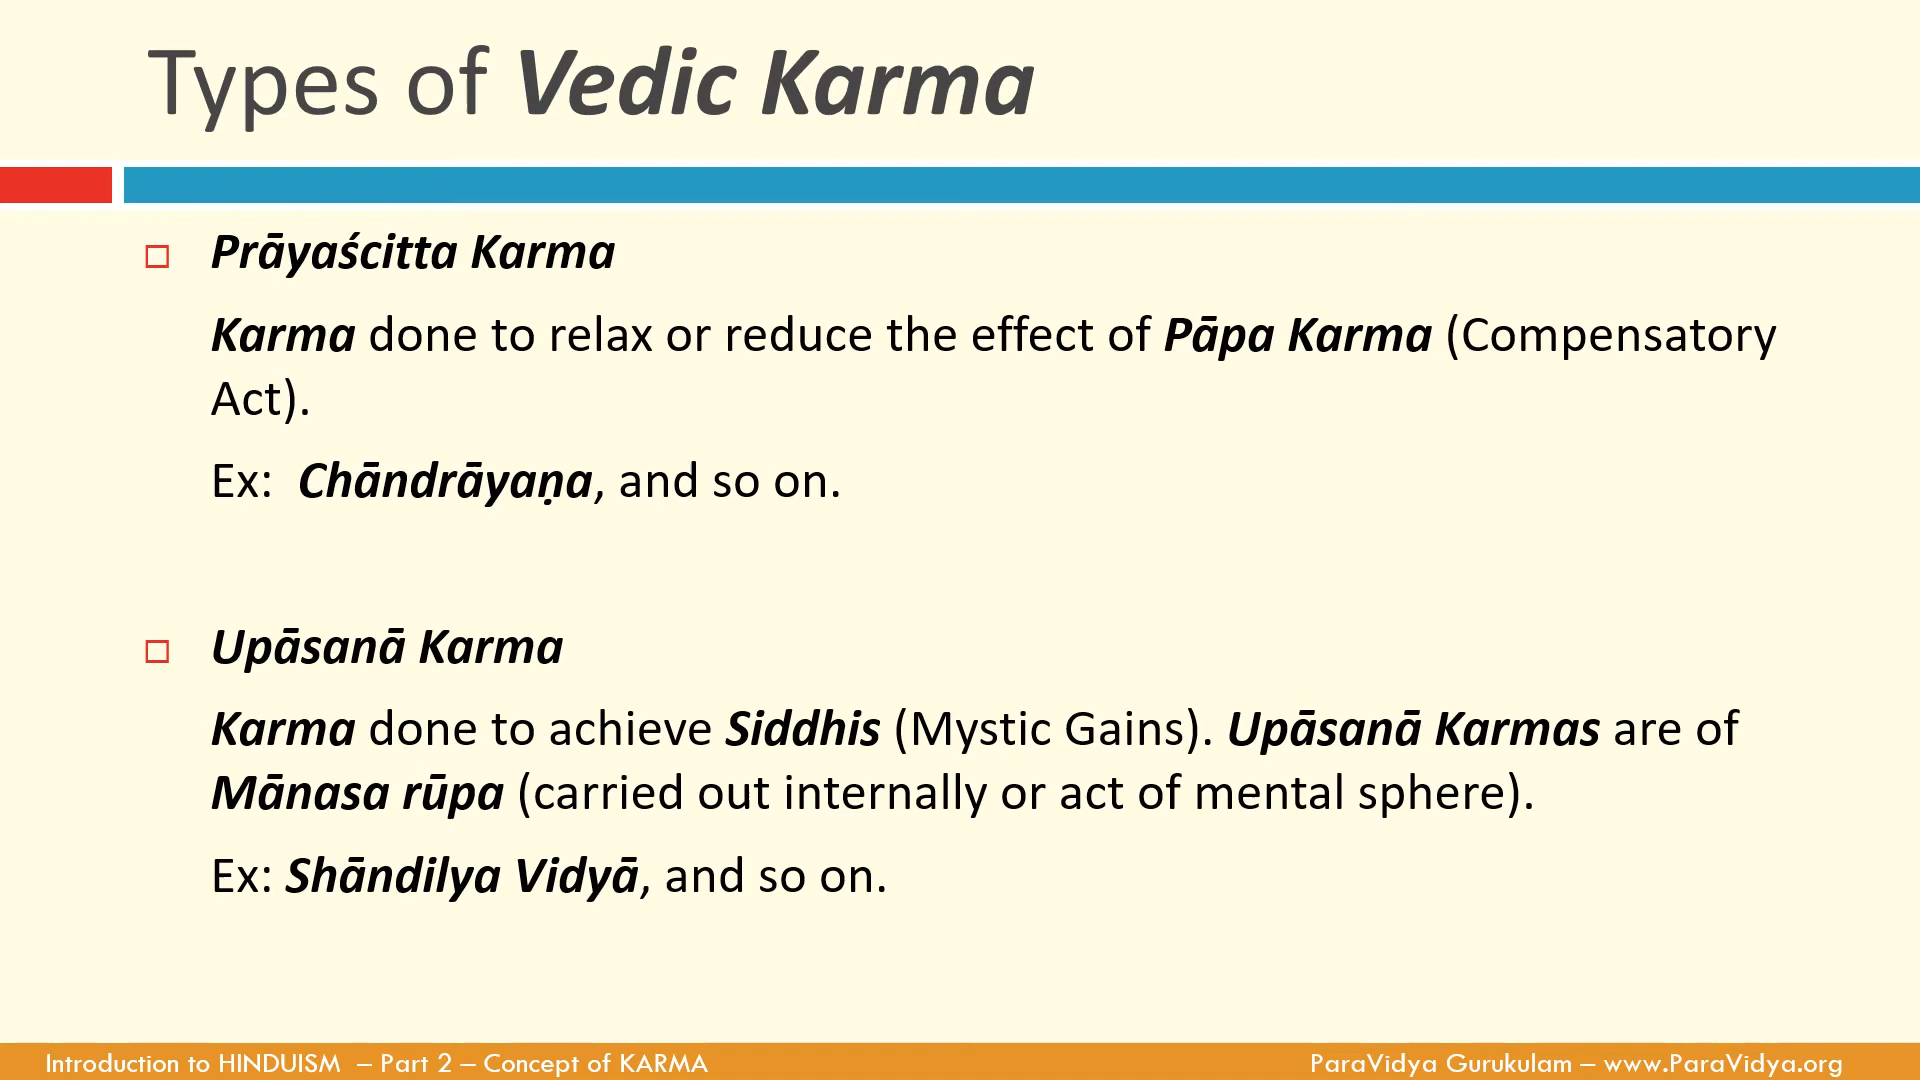 Types of Vedic Karma
Prāyaścitta Karma
Karma done to relax or reduce the effect of Pāpa Karma (Compensatory
Act).
Ex:  Chāndrāyaṇa, and so on.
Upāsanā Karma
Karma done to achieve Siddhis (Mystic Gains). Upāsanā Karmas are of
Mānasa rūpa (carried out internally or act of mental sphere).
Ex: Shāndilya Vidyā, and so on.
Introduction to HINDUISM – Part 2 – Concept of KARMA
ParaVidya Gurukulam – www.ParaVidya.org